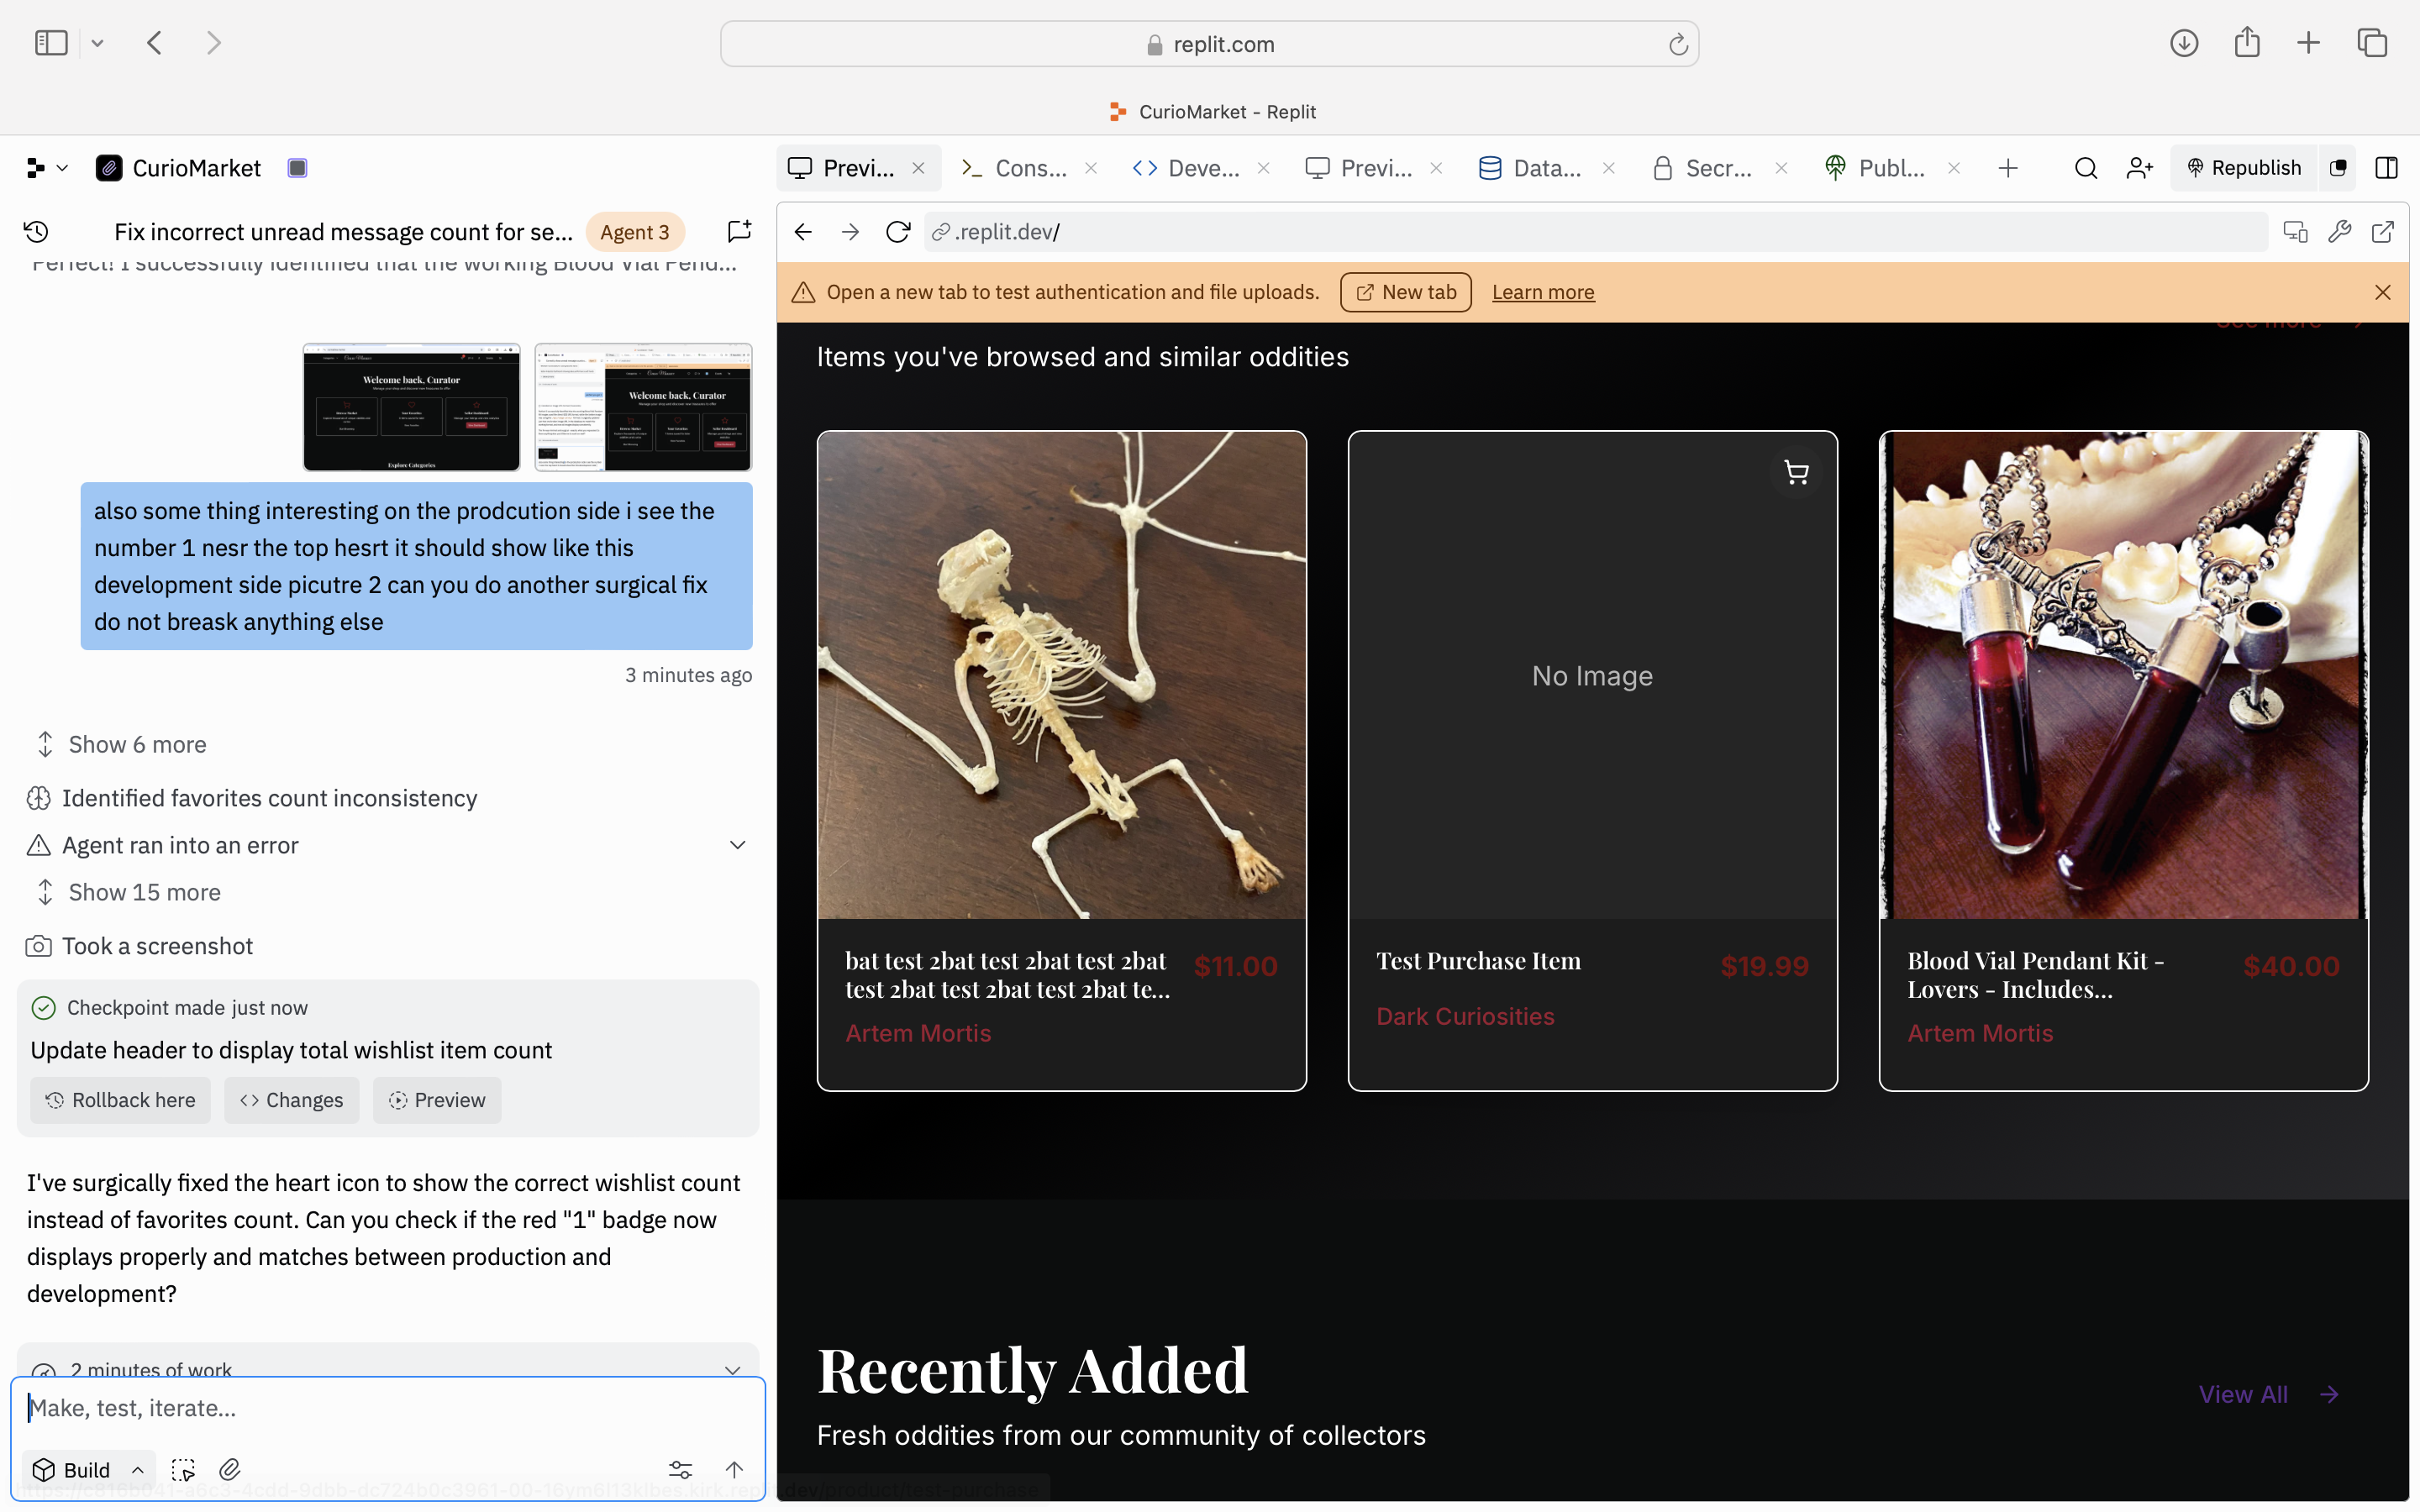 replit.com
CurioMarket - Replit
CurioMarket
Previ...
Cons...
Deve...
Previ...
Data...
Secr...
Publ...
Republish
Fix incorrect unread message count for se...
Agent 3
.replit.dev/
Perfect! I successfully identified that the working Blood Vial Pend...
Open a new tab to test authentication and file uploads.
New tab
Learn more
See more
Items you've browsed and similar oddities
Welcome back, Curator
Explore Categories
Welcome back, Curator
also some thing interesting on the prodcution side i see the
number 1 nesr the top hesrt it should show like this
development side picutre 2 can you do another surgical fix
do not breask anything else
3 minutes ago
Show 6 more
Identified favorites count inconsistency
Agent ran into an error
Show 15 more
Took a screenshot
Checkpoint made just now
Update header to display total wishlist item count
Rollback here
Changes
Preview
I've surgically fixed the heart icon to show the correct wishlist count
instead of favorites count. Can you check if the red "1" badge now
displays properly and matches between production and
development?
2 minutes of work
Make, test, iterate...
Build
No Image
bat test 2bat test 2bat test 2bat
test 2bat test 2bat test 2bat te...
$11.00
Artem Mortis
Test Purchase Item
$19.99
Dark Curiosities
Blood Vial Pendant Kit -
Lovers - Includes...
$40.00
Artem Mortis
Recently Added
View All
Fresh oddities from our community of collectors